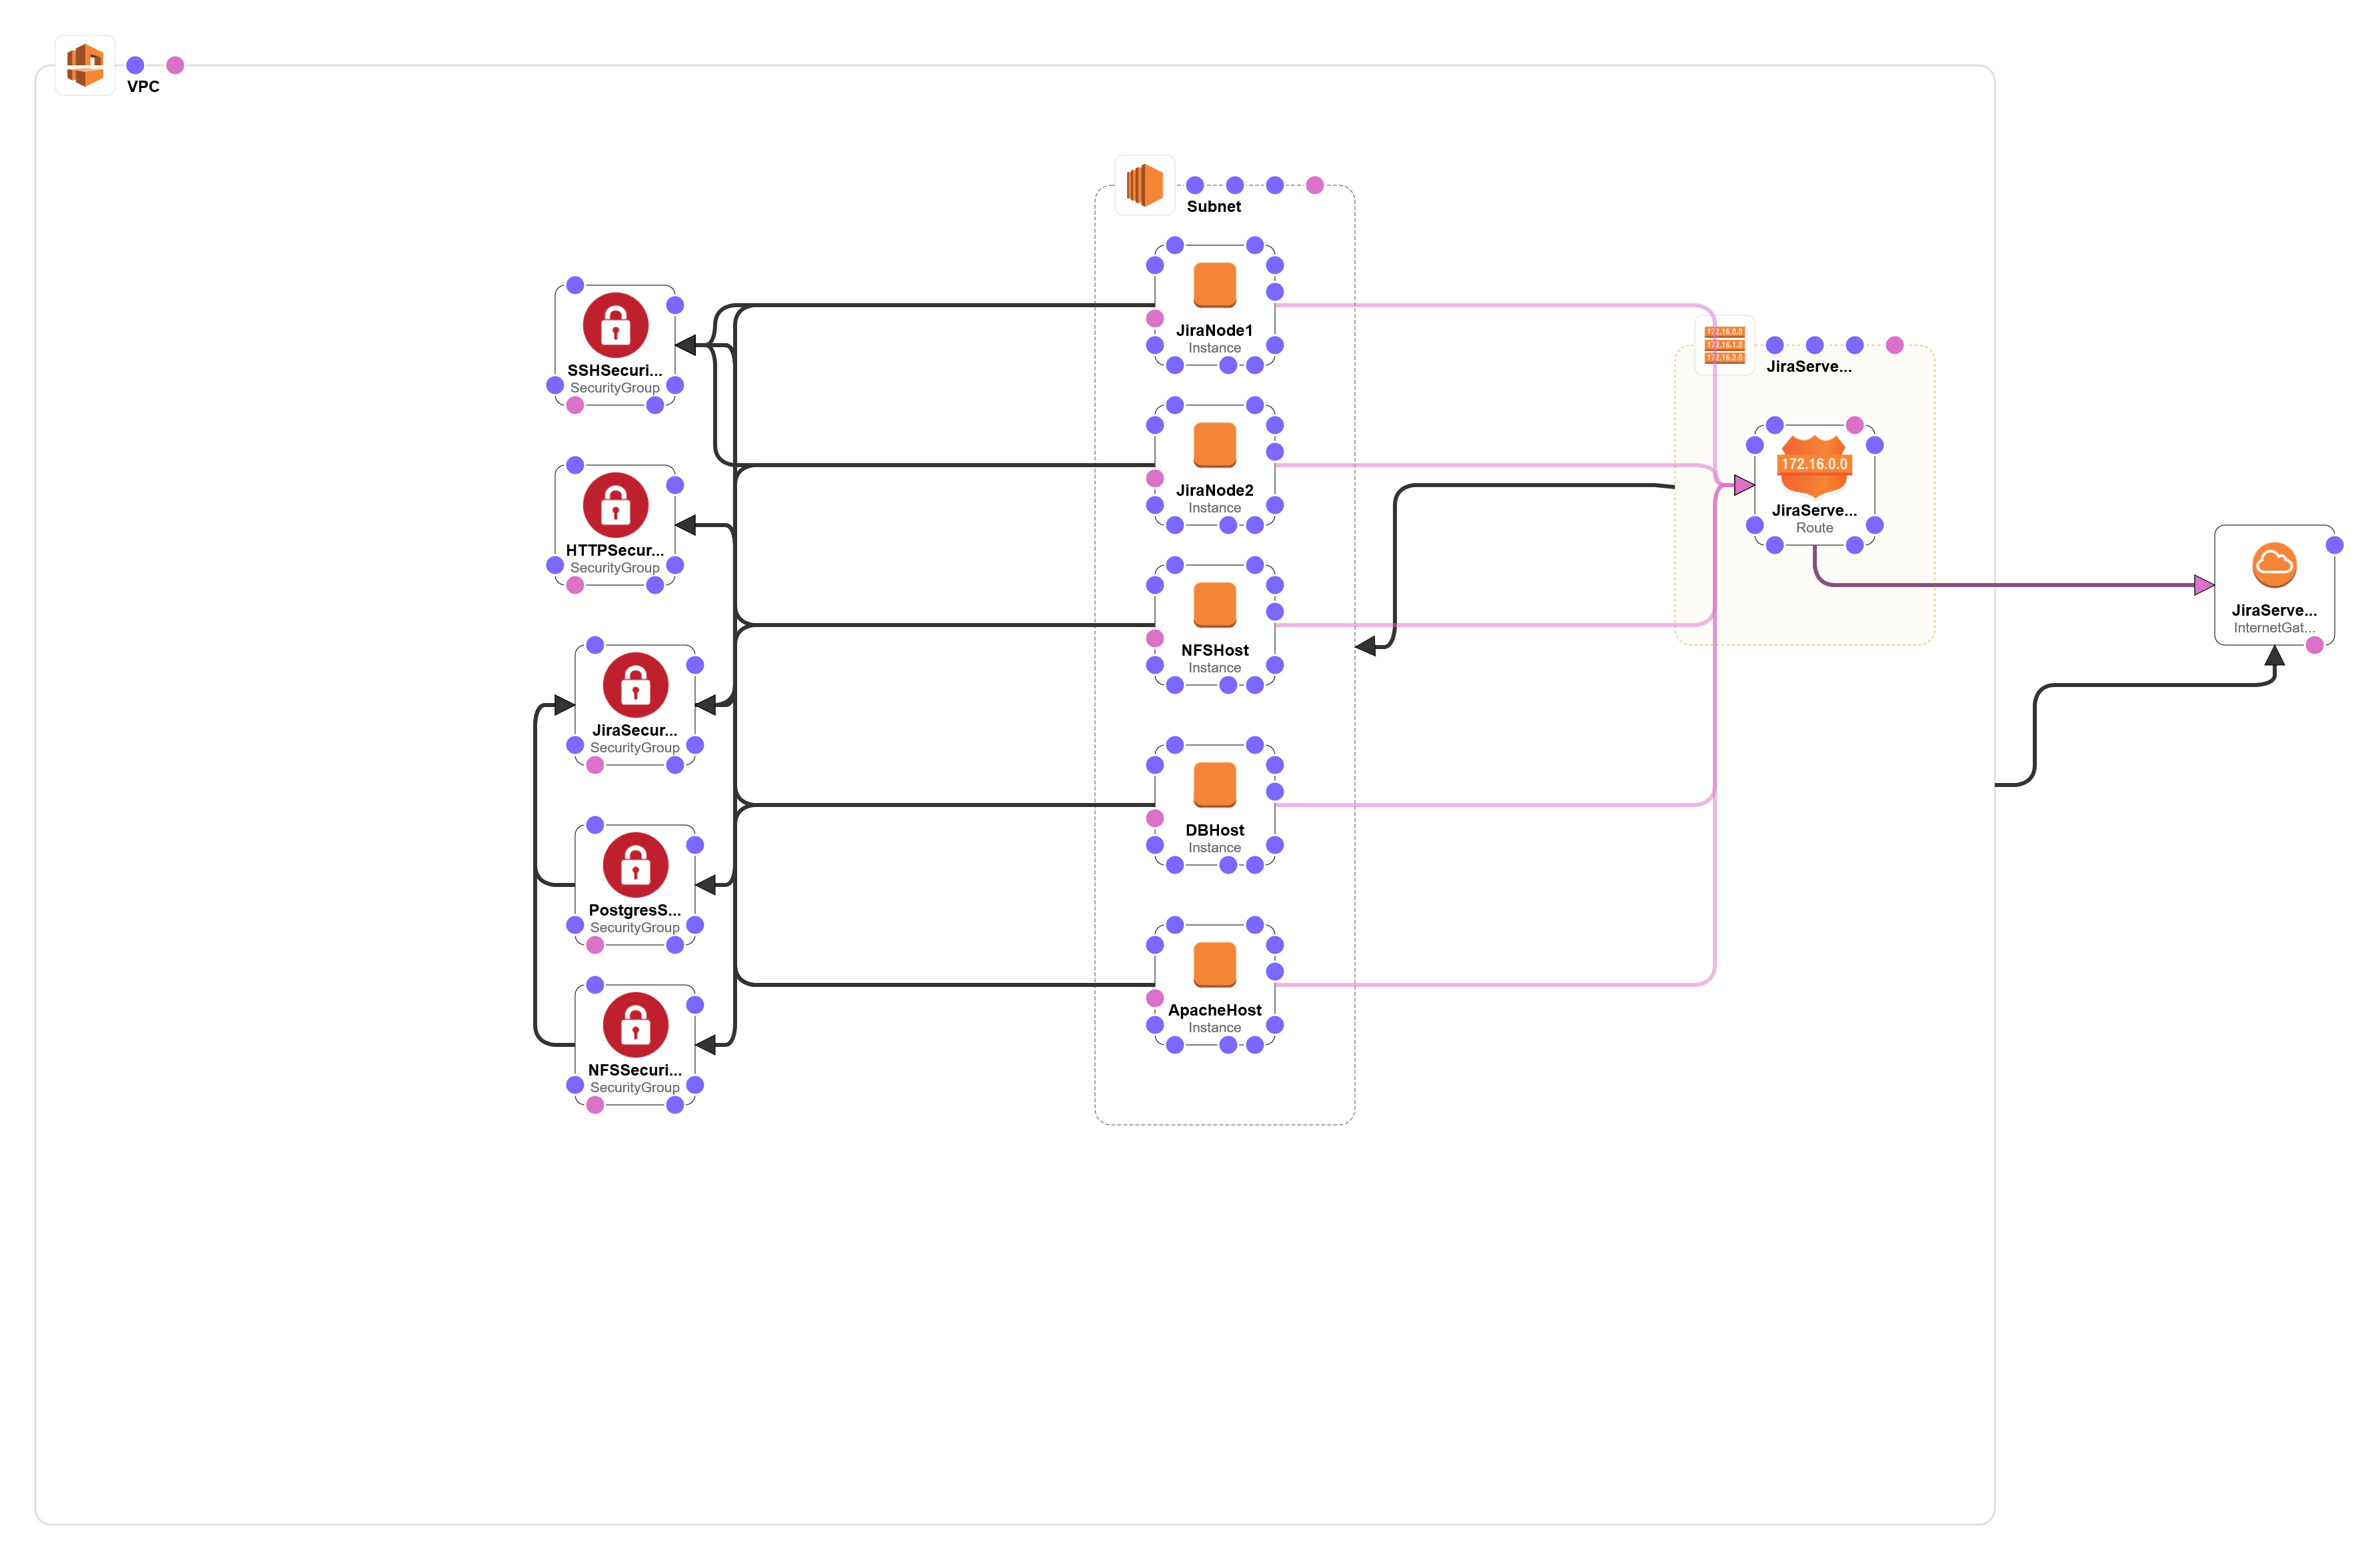 VPC
Subnet
JiraNode1
Instance
JiraNode2
Instance
NFSHost
Instance
DBHost
Instance
ApacheHost
Instance
SSHSecuri...
SecurityGroup
HTTPSecur...
SecurityGroup
JiraSecur...
SecurityGroup
PostgresS...
SecurityGroup
NFSSecuri...
SecurityGroup
172.16.0.0
172.16.1.0
172.16.2.0
JiraServe...
172.16.0.0
JiraServe...
Route
JiraServe...
InternetGat...